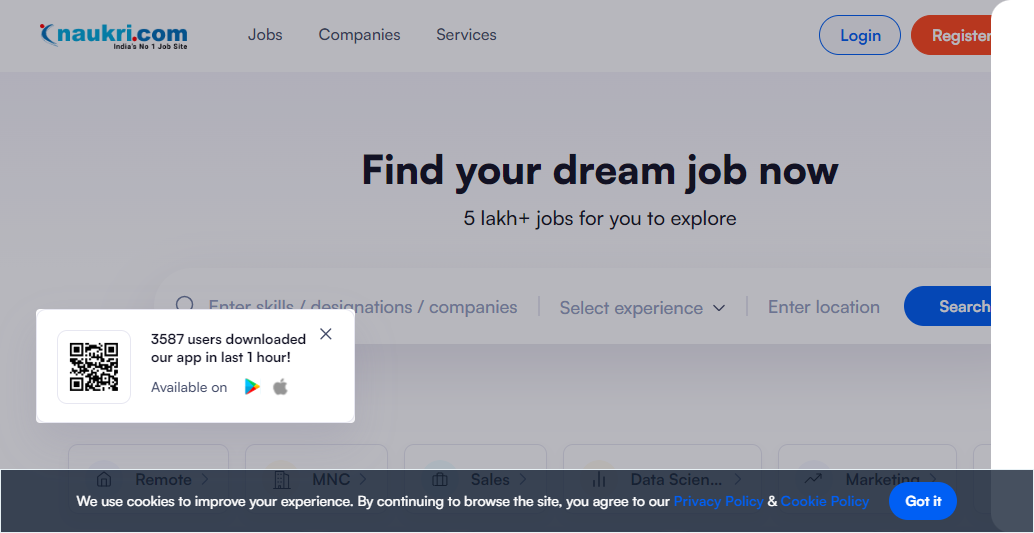 naukri.com
India's No 1 Job Site
Jobs
Companies
Services
Login
Register
Find your dream job now
5 lakh+ jobs for you to explore
Enter skills / designations / companies
Select experience
Enter location
Search
3587 users downloaded
our app in last 1 hour!
Available on
Remote
MNC
Sales
Data Scien...
Marketing
We use cookies to improve your experience. By continuing to browse the site, you agree to our Privacy Policy & Cookie Policy
Got it